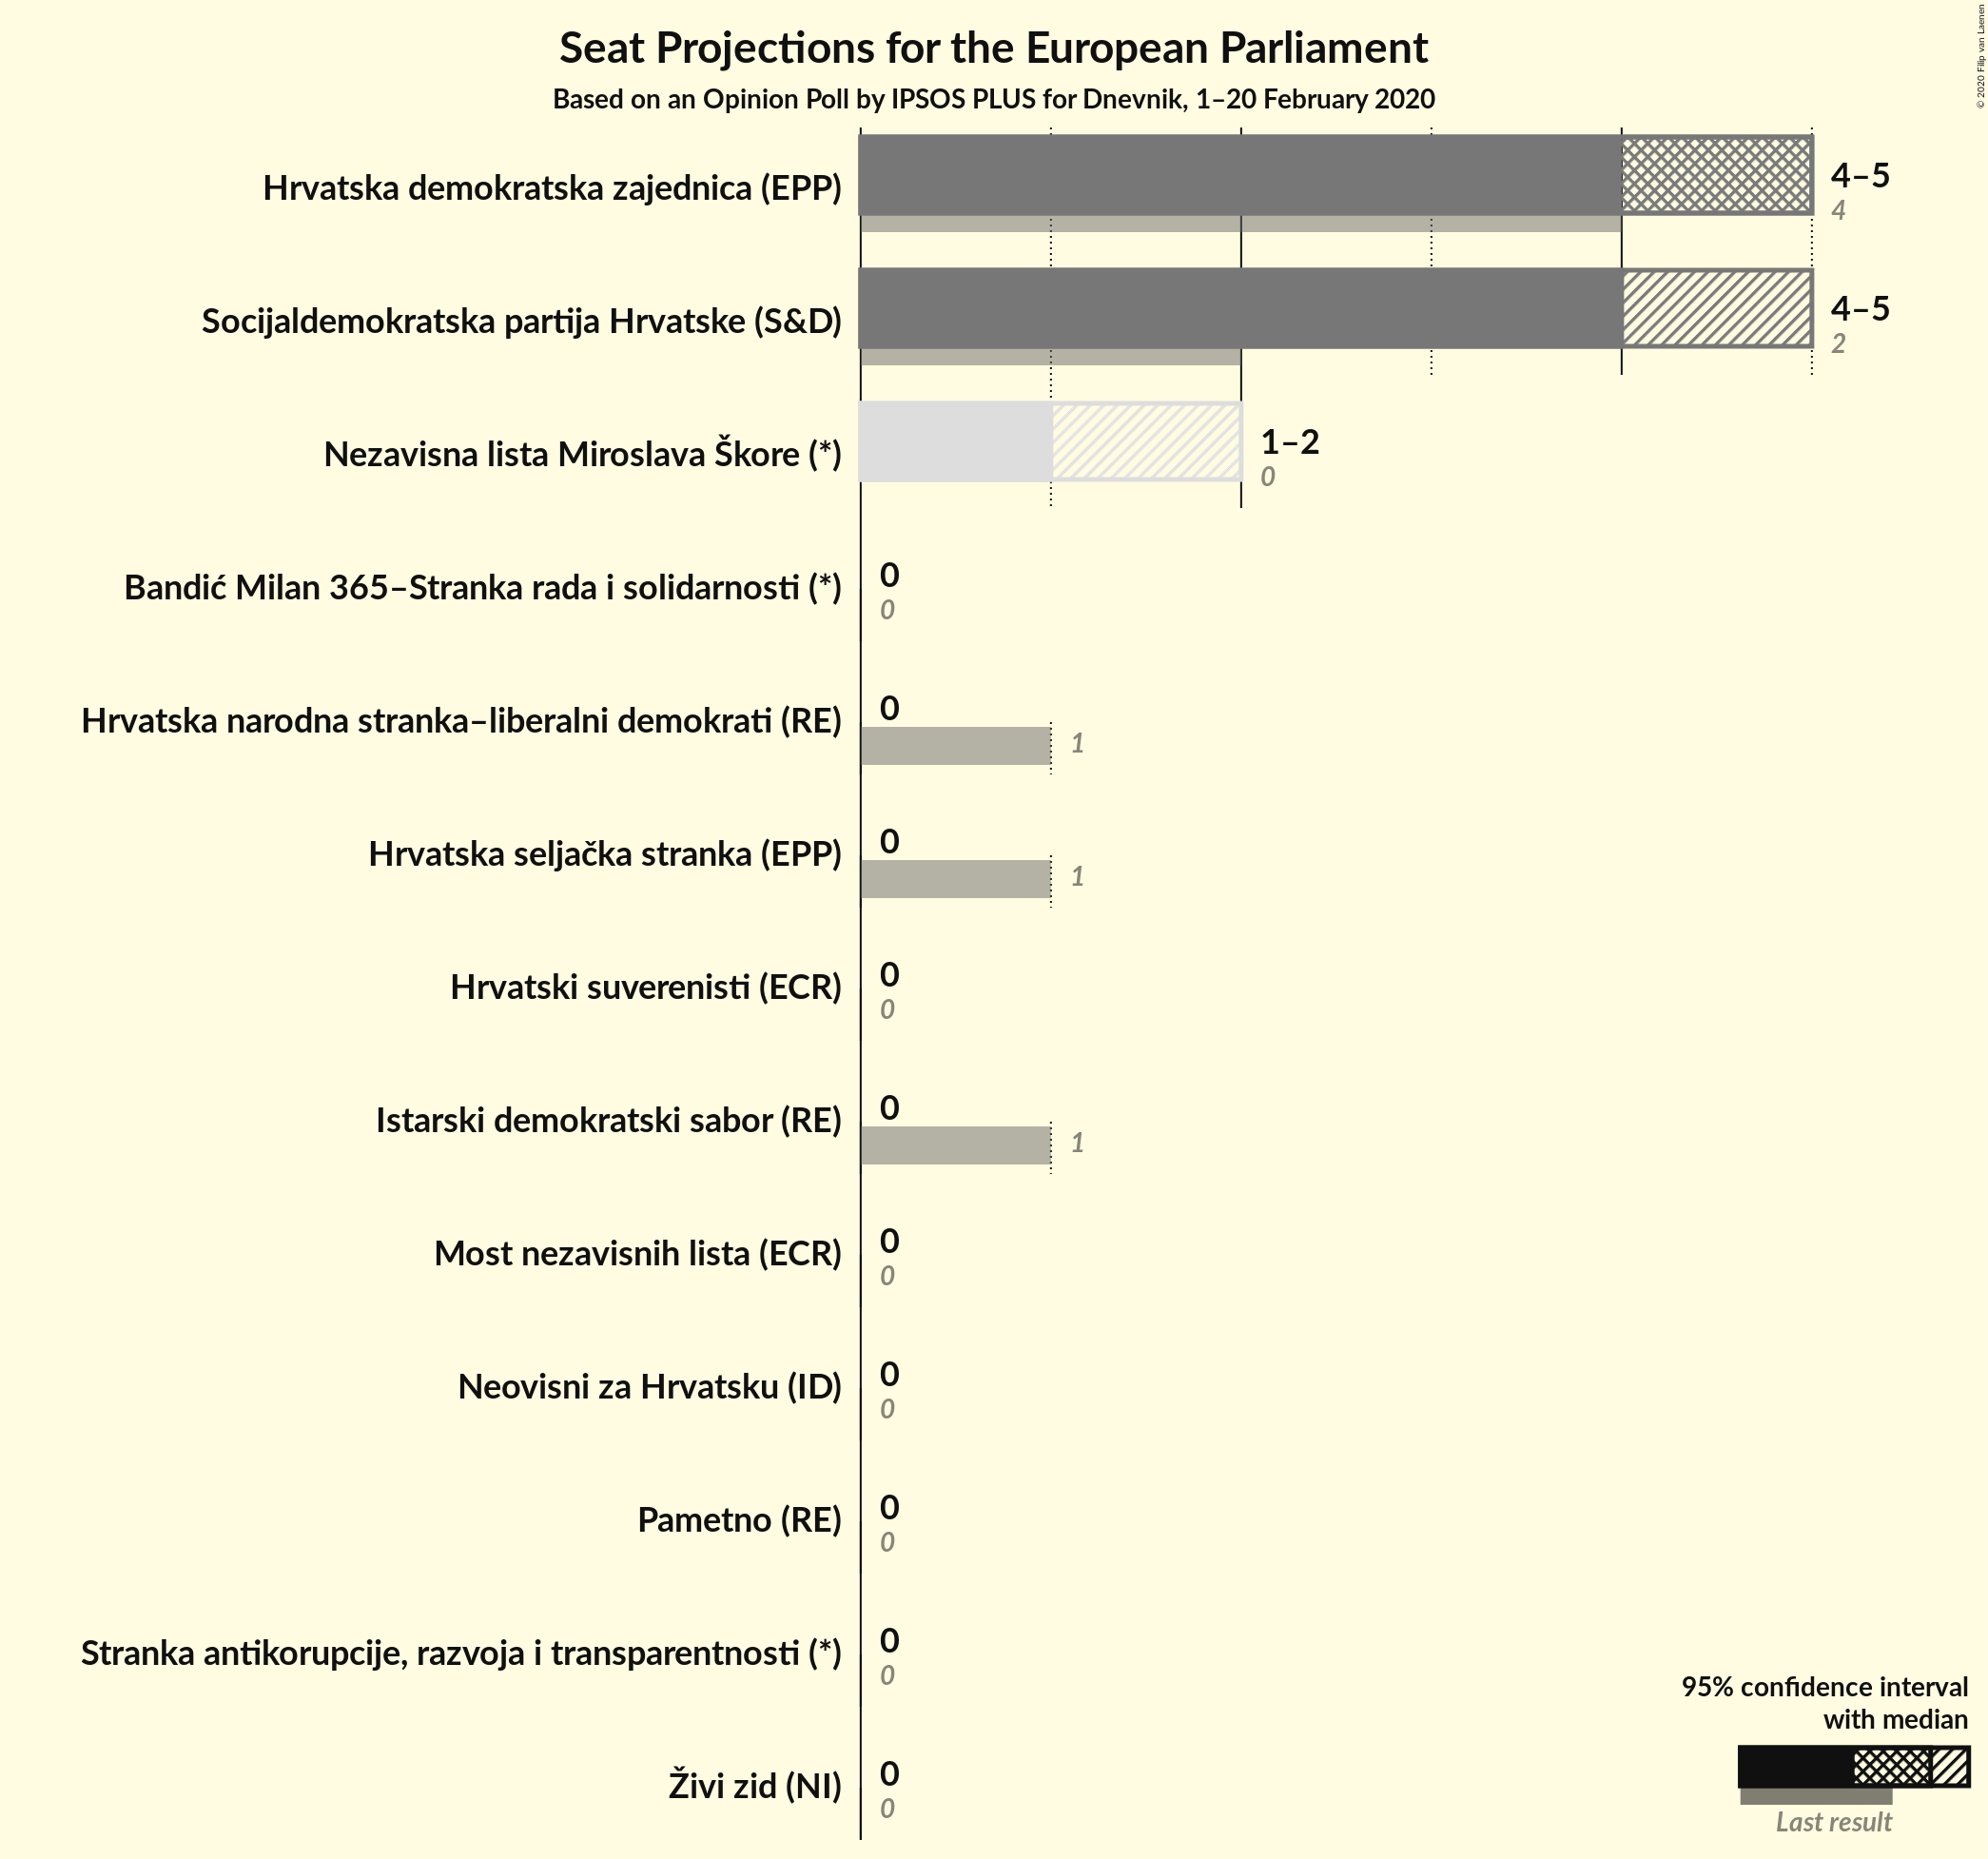 Seat Projections for the European Parliament
Based on an Opinion Poll by IPSOS PLUS for Dnevnik, 1–20 February 2020
© 2020 Filip van Laenen
Hrvatska demokratska zajednica (EPP)
4–5
4
Socijaldemokratska partija Hrvatske (S&D)
4–5
2
Nezavisna lista Miroslava Škore (*)
1–2
0
Bandić Milan 365–Stranka rada i solidarnosti (*)
0
0
Hrvatska narodna stranka–liberalni demokrati (RE)
0
1
Hrvatska seljačka stranka (EPP)
0
1
Hrvatski suverenisti (ECR)
0
0
Istarski demokratski sabor (RE)
0
1
Most nezavisnih lista (ECR)
0
0
Neovisni za Hrvatsku (ID)
0
0
Pametno (RE)
0
0
Stranka antikorupcije, razvoja i transparentnosti (*)
0
0
Živi zid (NI)
0
0
95% confidence interval
with median
Last result